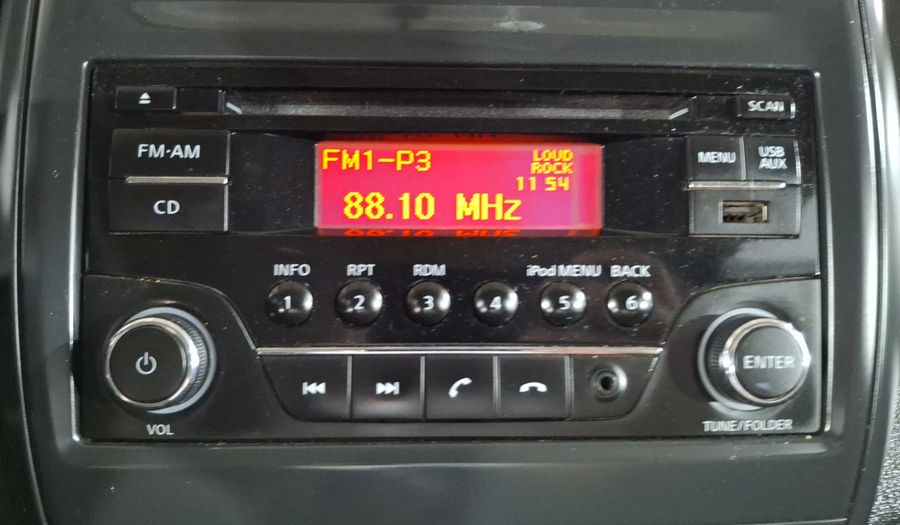 SCAN
FM·AM
CD
FM1-P3
LOUD
ROCK
11 54
88.10 MHz
MENU
USB
AUX
INFO RPT RDM iPod MENU BACK
1 2 3 4 5 6
ENTER
VOL
TUNE/FOLDER